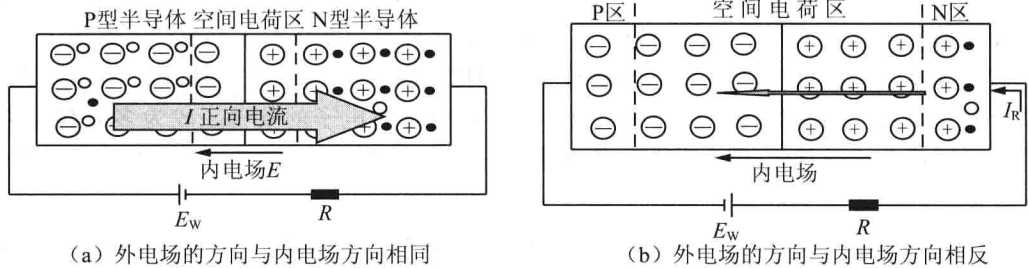 P型半导体 空间电荷区 N型半导体
I 正向电流
内电场E
E_W
R
(a) 外电场的方向与内电场方向相同
P区
空间电荷区
N区
I_R
内电场
E_W
R
(b) 外电场的方向与内电场方向相反